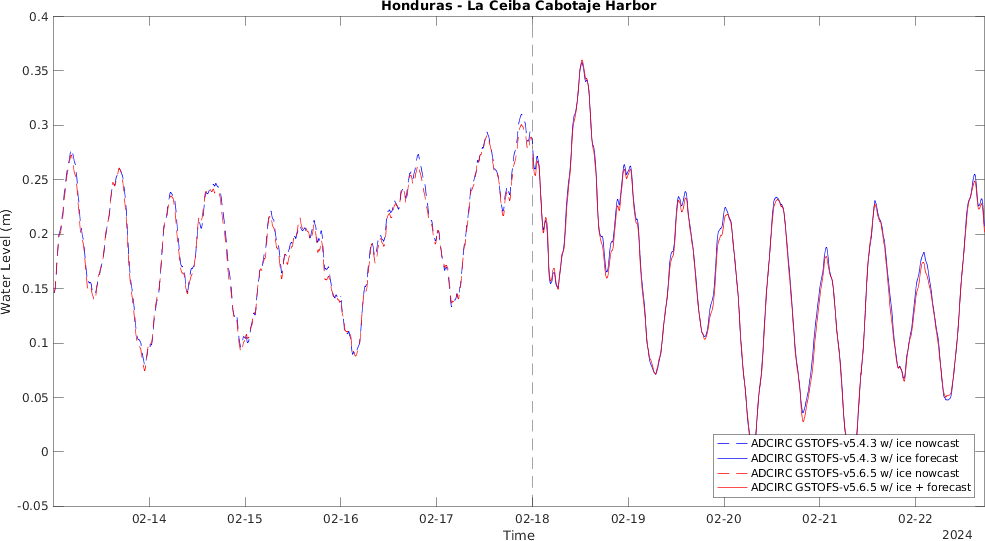 Honduras - La Ceiba Cabotaje Harbor
0.4
0.35
0.3
0.25
0.2
0.15
0.1
0.05
0
-0.05
Water Level (m)
02-14 02-15 02-16 02-17 02-18 02-19 02-20 02-21 02-22
Time
2024
ADCIRC GSTOFS-v5.4.3 w/ ice nowcast
ADCIRC GSTOFS-v5.4.3 w/ ice forecast
ADCIRC GSTOFS-v5.6.5 w/ ice nowcast
ADCIRC GSTOFS-v5.6.5 w/ ice + forecast